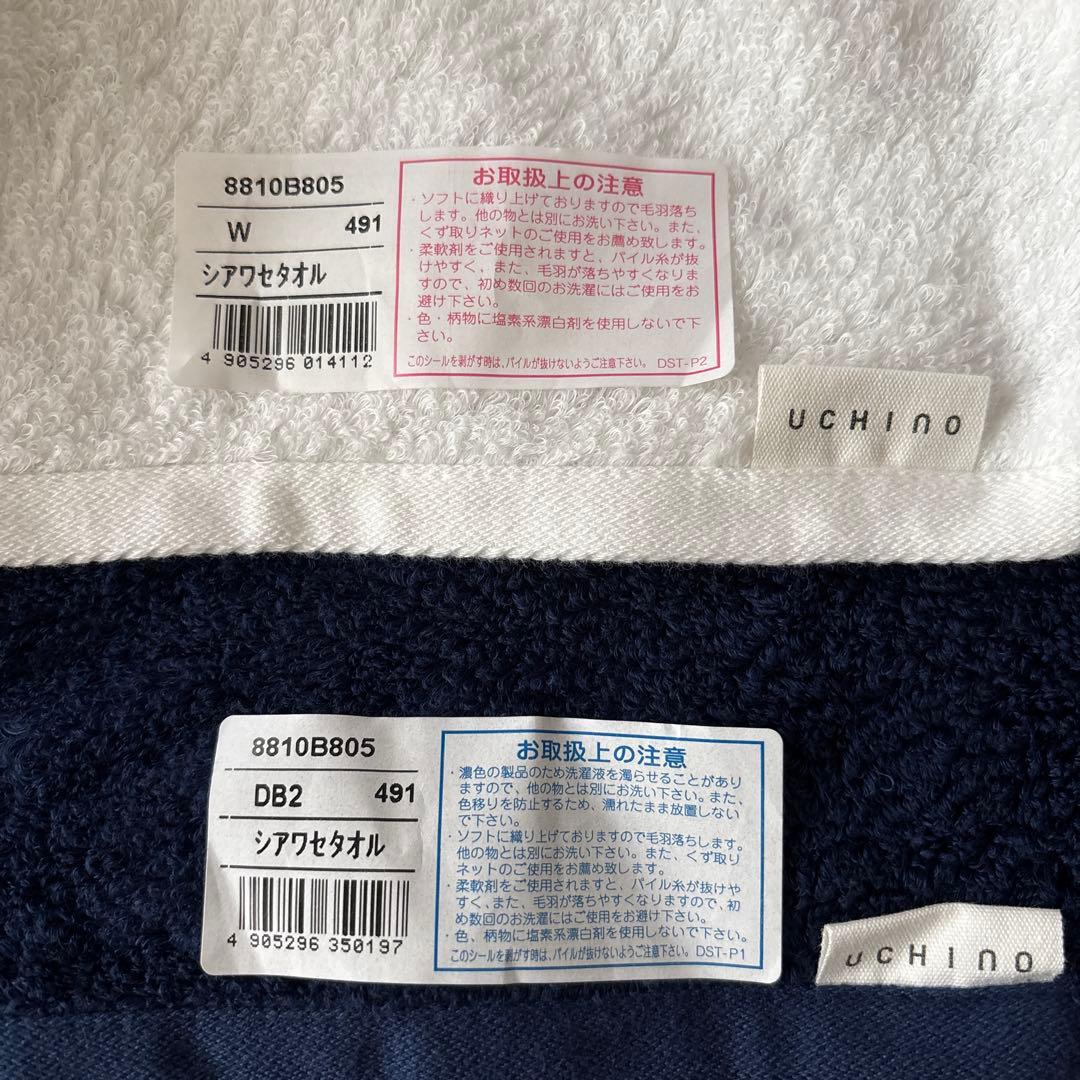 8810B805
W 491
シアワセタオル
4 905296 014112
お取扱上の注意
・ソフトに織り上げておりますので毛羽落ち
します。他の物とは別にお洗い下さい。また、
くず取りネットのご使用をお薦め致します。
・柔軟剤をご使用されますと、パイル糸が抜
けやすく、また、毛羽が落ちやすくなりま
すので、初め数回のお洗濯にはご使用をお
避け下さい。
・色・柄物に塩素系漂白剤を使用しないで下
さい。
このシールを剥がす時は、パイルが抜けないようご注意下さい。 DST-P2
UCHINO
8810B805
DB2 491
シアワセタオル
4 905296 350197
お取扱上の注意
・濃色の製品のため洗濯液を濁らせることがあり
ますので、他の物とは別にお洗い下さい。また、
色移りを防止するため、濡れたまま放置しない
で下さい。
・ソフトに織り上げておりますので毛羽落ちします。
他の物とは別にお洗い下さい。また、くず取り
ネットのご使用をお薦め致します。
・柔軟剤をご使用されますと、パイル糸が抜けや
すく、また、毛羽が落ちやすくなりますので、初
め数回のお洗濯にはご使用をお避け下さい。
・色、柄物に塩素系漂白剤を使用しないで下さい。
このシールを剥がす時は、パイルが抜けないようご注意下さい。 DST-P1
UCHINO